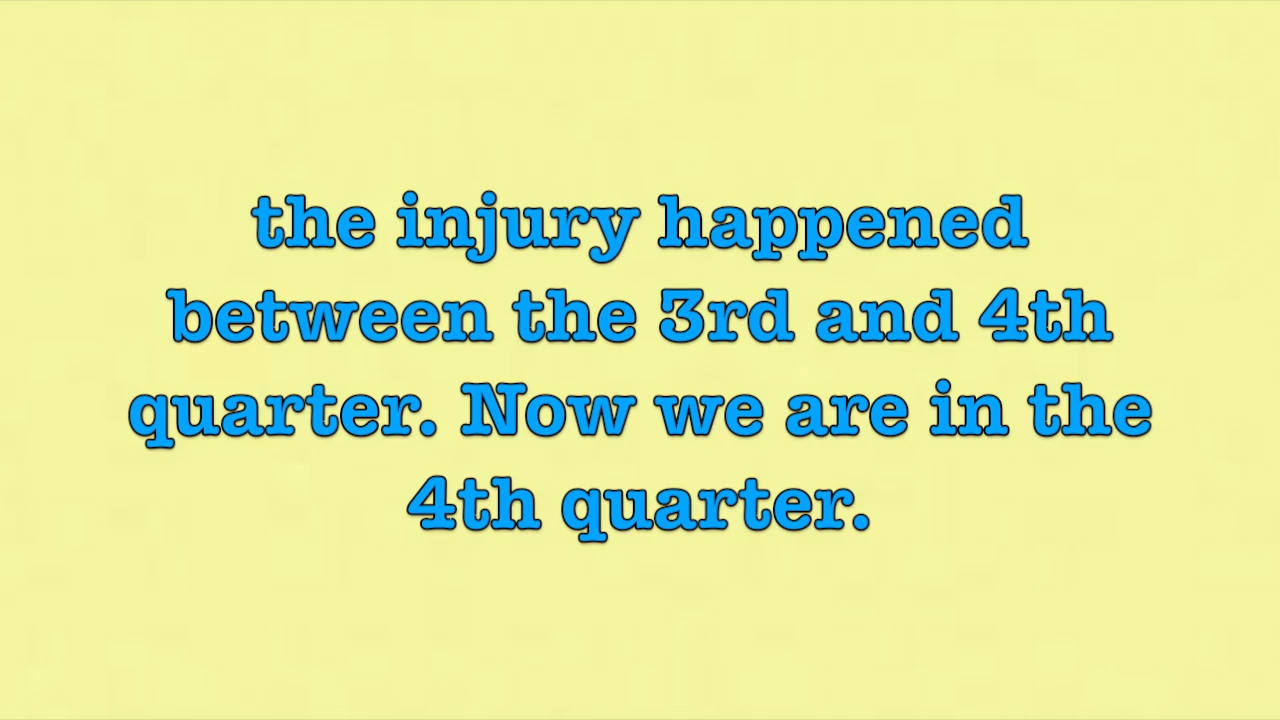 the injury happened
between the 3rd and 4th
quarter. Now we are in the
4th quarter.